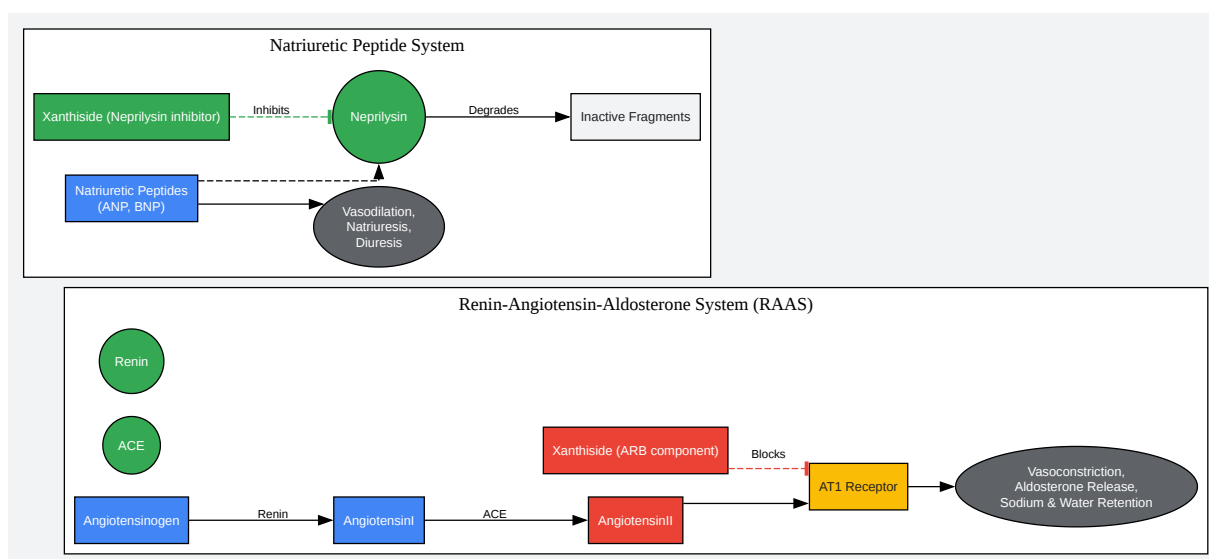 Natriuretic Peptide System
Xanthiside (Neprilysin inhibitor)
Inhibits
Neprilysin
Degrades
Inactive Fragments
Natriuretic Peptides
(ANP, BNP)
Vasodilation,
Natriuresis,
Diuresis
Renin-Angiotensin-Aldosterone System (RAAS)
Renin
ACE
Xanthiside (ARB component)
Blocks
AT1 Receptor
Vasoconstriction,
Aldosterone Release,
Sodium & Water Retention
Angiotensinogen
Renin
AngiotensinI
ACE
AngiotensinII